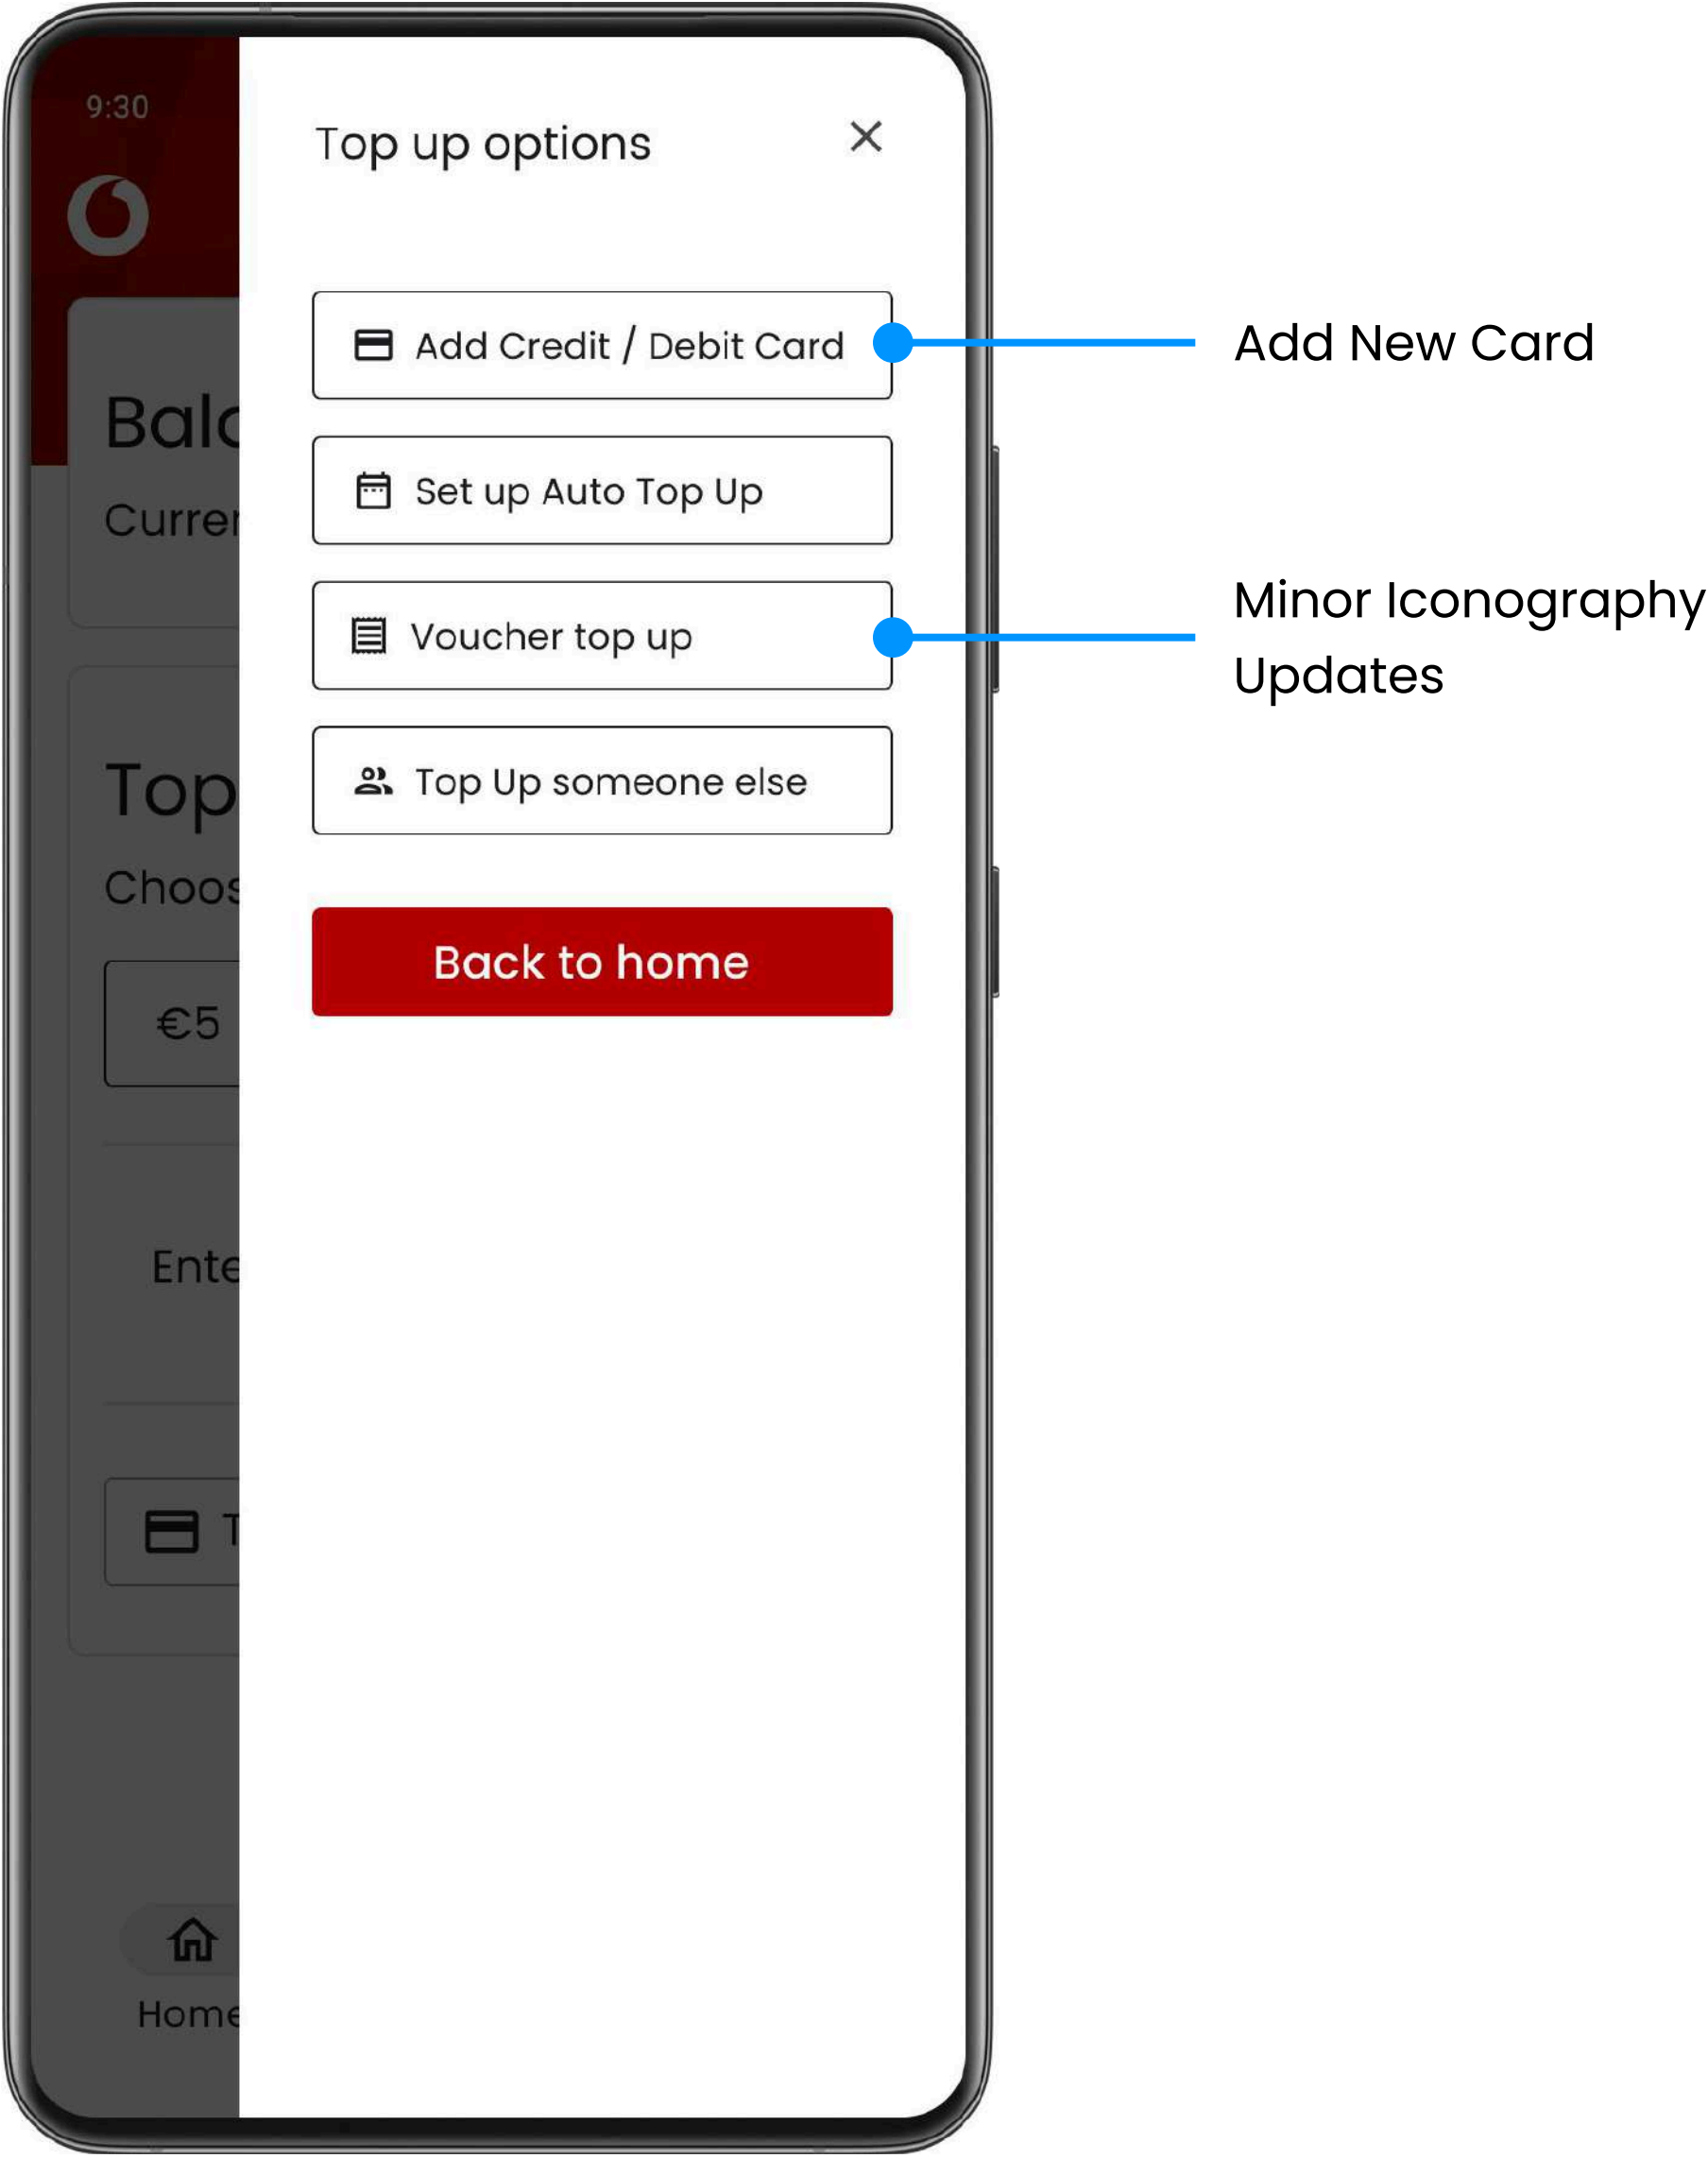 9:30
Top up options
Add Credit / Debit Card
Add New Card
Bala
Curren
Set up Auto Top Up
Voucher top up
Minor Iconography
Updates
Top
Top Up someone else
Choos
Back to home
€5
Ente
T
Home